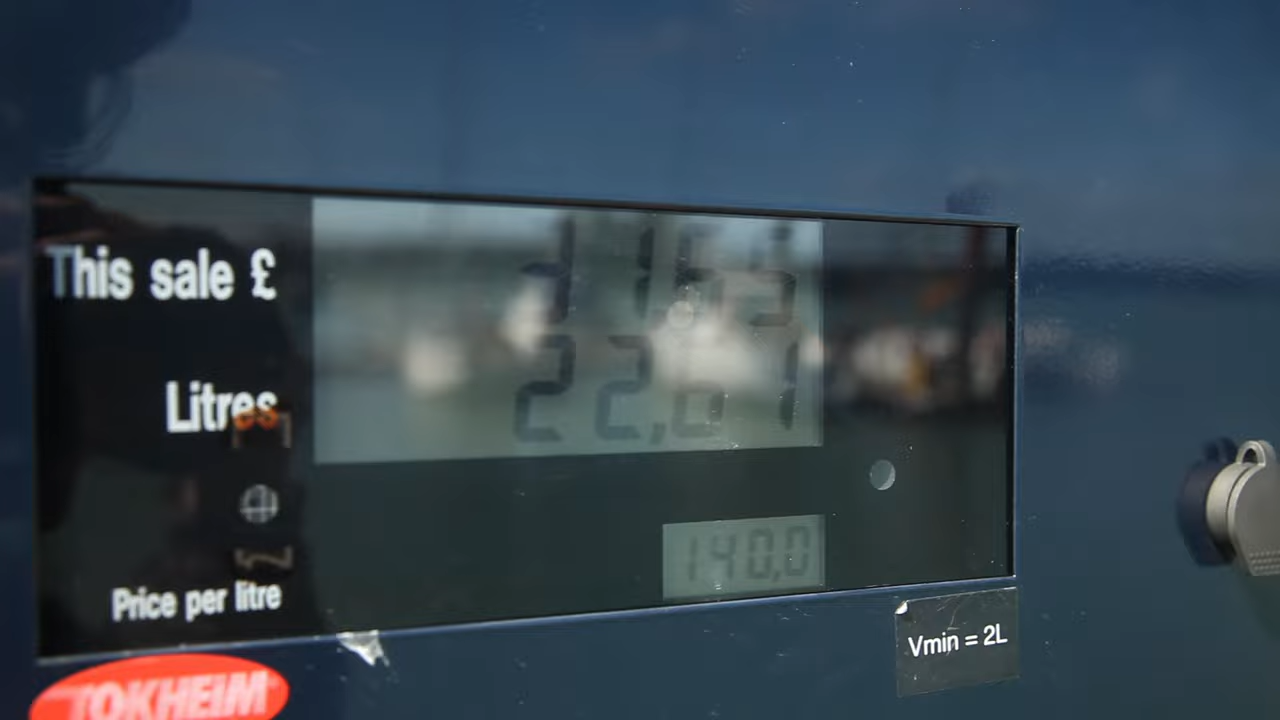 This sale £
Litres 22,61
Price per litre 140,0
Vmin = 2L
TOKHEIM